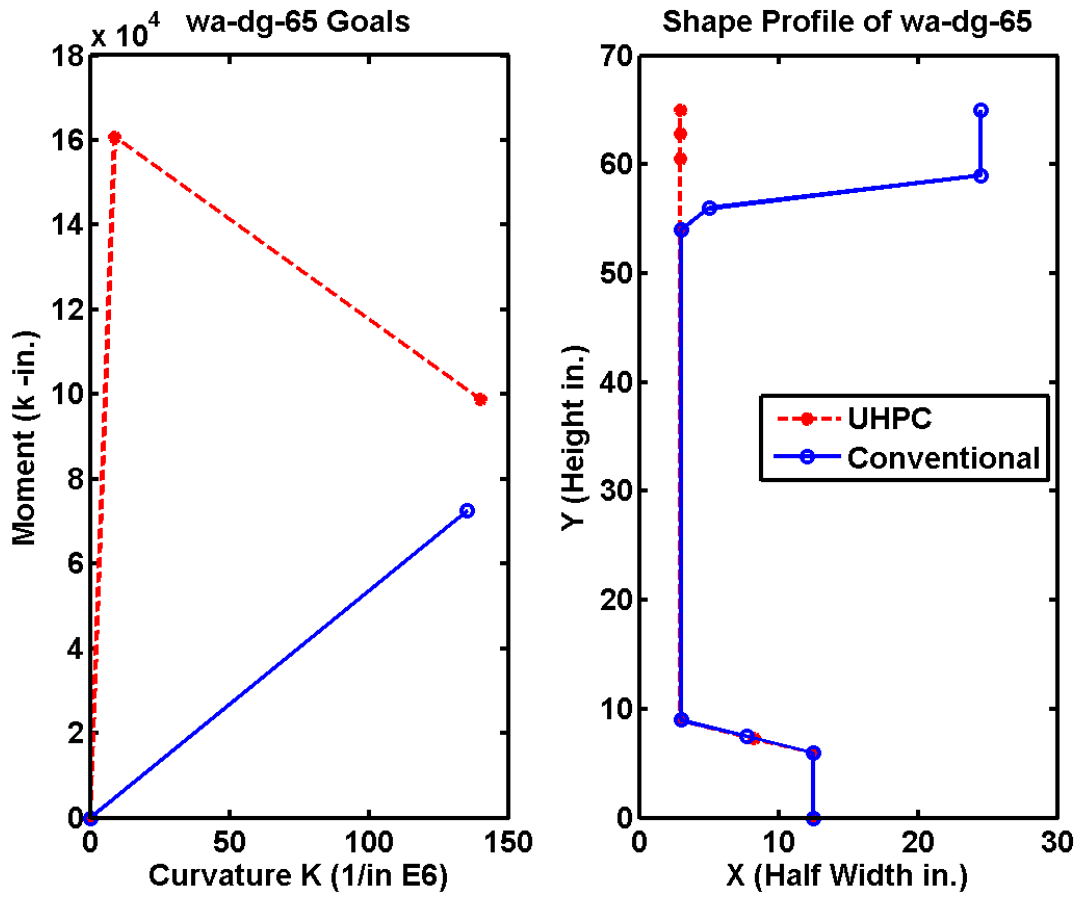 wa-dg-65 Goals
x 10^4
18
16
14
12
10
8
6
4
2
0
0 50 100 150
Moment (k -in.)
Curvature K (1/in E6)
Shape Profile of wa-dg-65
70
60
50
40
30
20
10
0
0 10 20 30
Y (Height in.)
X (Half Width in.)
UHPC
Conventional